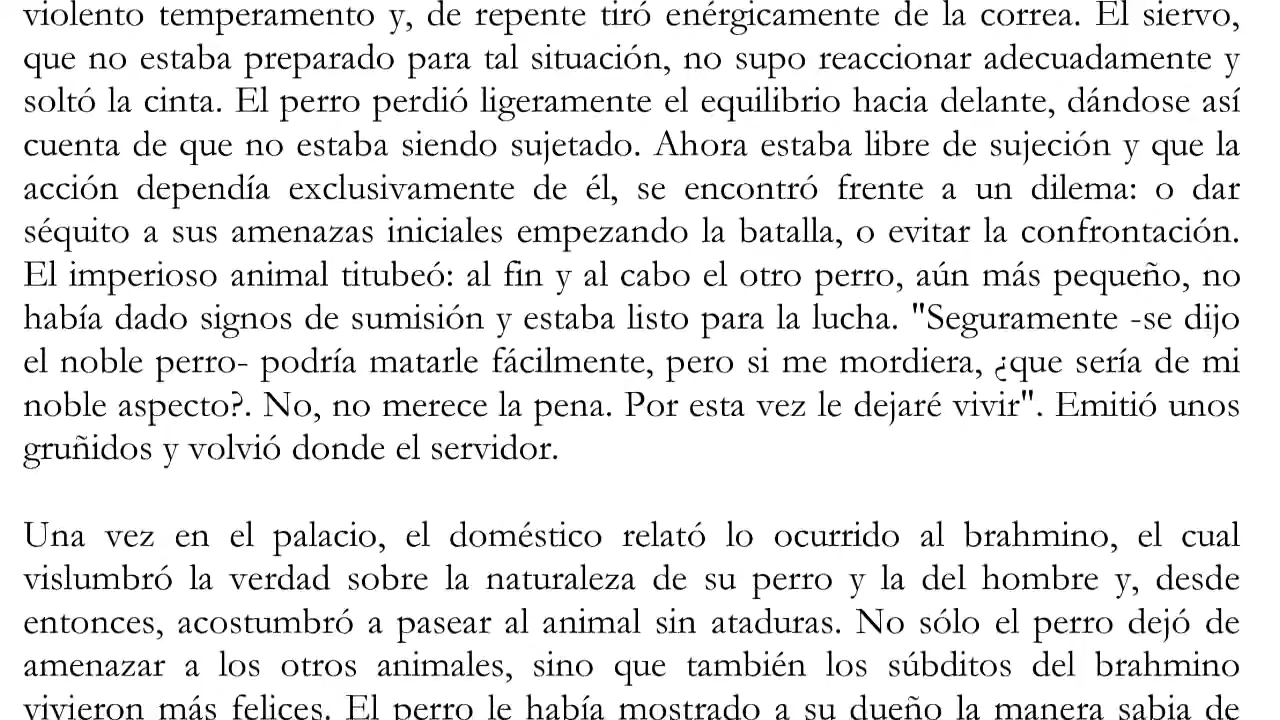 violento temperamento y, de repente tiró enérgicamente de la correa. El siervo,
que no estaba preparado para tal situación, no supo reaccionar adecuadamente y
soltó la cinta. El perro perdió ligeramente el equilibrio hacia delante, dándose así
cuenta de que no estaba siendo sujetado. Ahora estaba libre de sujeción y que la
acción dependía exclusivamente de él, se encontró frente a un dilema: o dar
séquito a sus amenazas iniciales empezando la batalla, o evitar la confrontación.
El imperioso animal titubeó: al fin y al cabo el otro perro, aún más pequeño, no
había dado signos de sumisión y estaba listo para la lucha. "Seguramente -se dijo
el noble perro- podría matarle fácilmente, pero si me mordiera, ¿que sería de mi
noble aspecto?. No, no merece la pena. Por esta vez le dejaré vivir". Emitió unos
gruñidos y volvió donde el servidor.
Una vez en el palacio, el doméstico relató lo ocurrido al brahmino, el cual
vislumbró la verdad sobre la naturaleza de su perro y la del hombre y, desde
entonces, acostumbró a pasear al animal sin ataduras. No sólo el perro dejó de
amenazar a los otros animales, sino que también los súbditos del brahmino
vivieron más felices. El perro le había mostrado a su dueño la manera sabia de